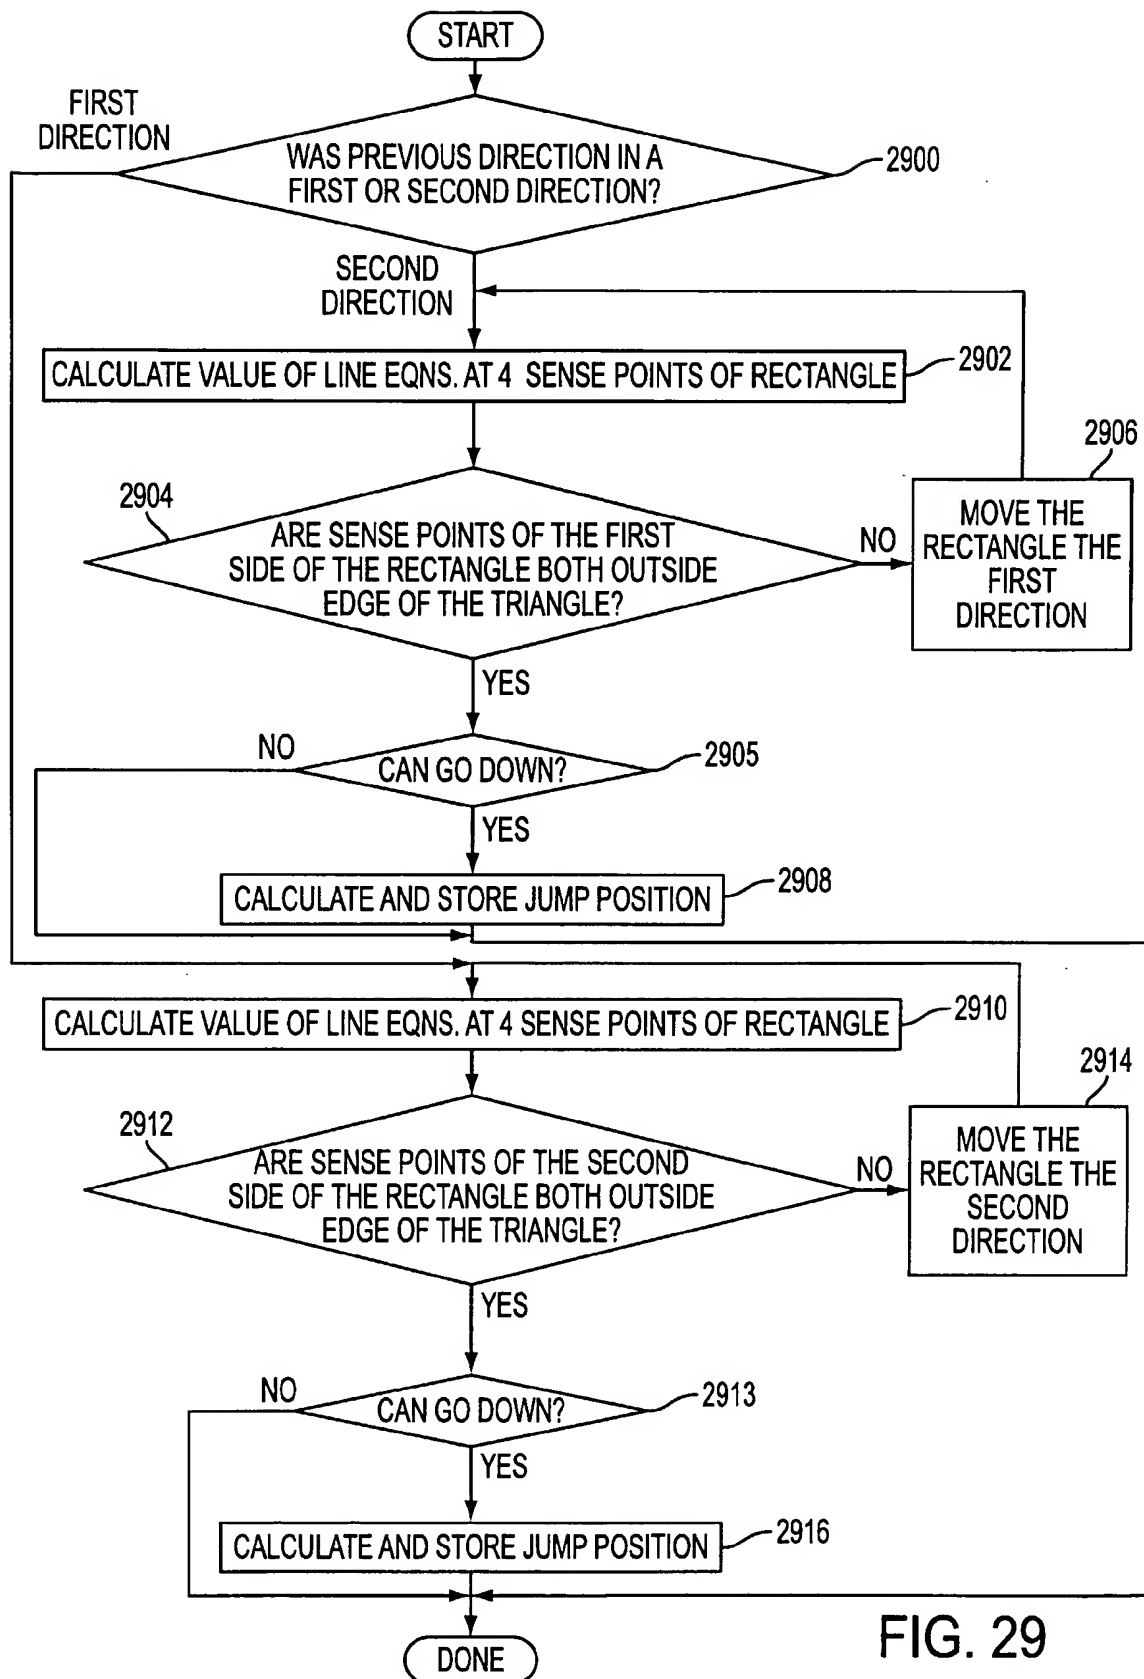 START
FIRST
DIRECTION
WAS PREVIOUS DIRECTION IN A
FIRST OR SECOND DIRECTION?
2900
SECOND
DIRECTION
CALCULATE VALUE OF LINE EQNS. AT 4 SENSE POINTS OF RECTANGLE
2902
2904
ARE SENSE POINTS OF THE FIRST
SIDE OF THE RECTANGLE BOTH OUTSIDE
EDGE OF THE TRIANGLE?
NO
2906
MOVE THE
RECTANGLE THE
FIRST
DIRECTION
YES
NO
CAN GO DOWN?
2905
YES
CALCULATE AND STORE JUMP POSITION
2908
CALCULATE VALUE OF LINE EQNS. AT 4 SENSE POINTS OF RECTANGLE
2910
2912
ARE SENSE POINTS OF THE SECOND
SIDE OF THE RECTANGLE BOTH OUTSIDE
EDGE OF THE TRIANGLE?
NO
2914
MOVE THE
RECTANGLE THE
SECOND
DIRECTION
YES
NO
CAN GO DOWN?
2913
YES
CALCULATE AND STORE JUMP POSITION
2916
DONE
FIG. 29